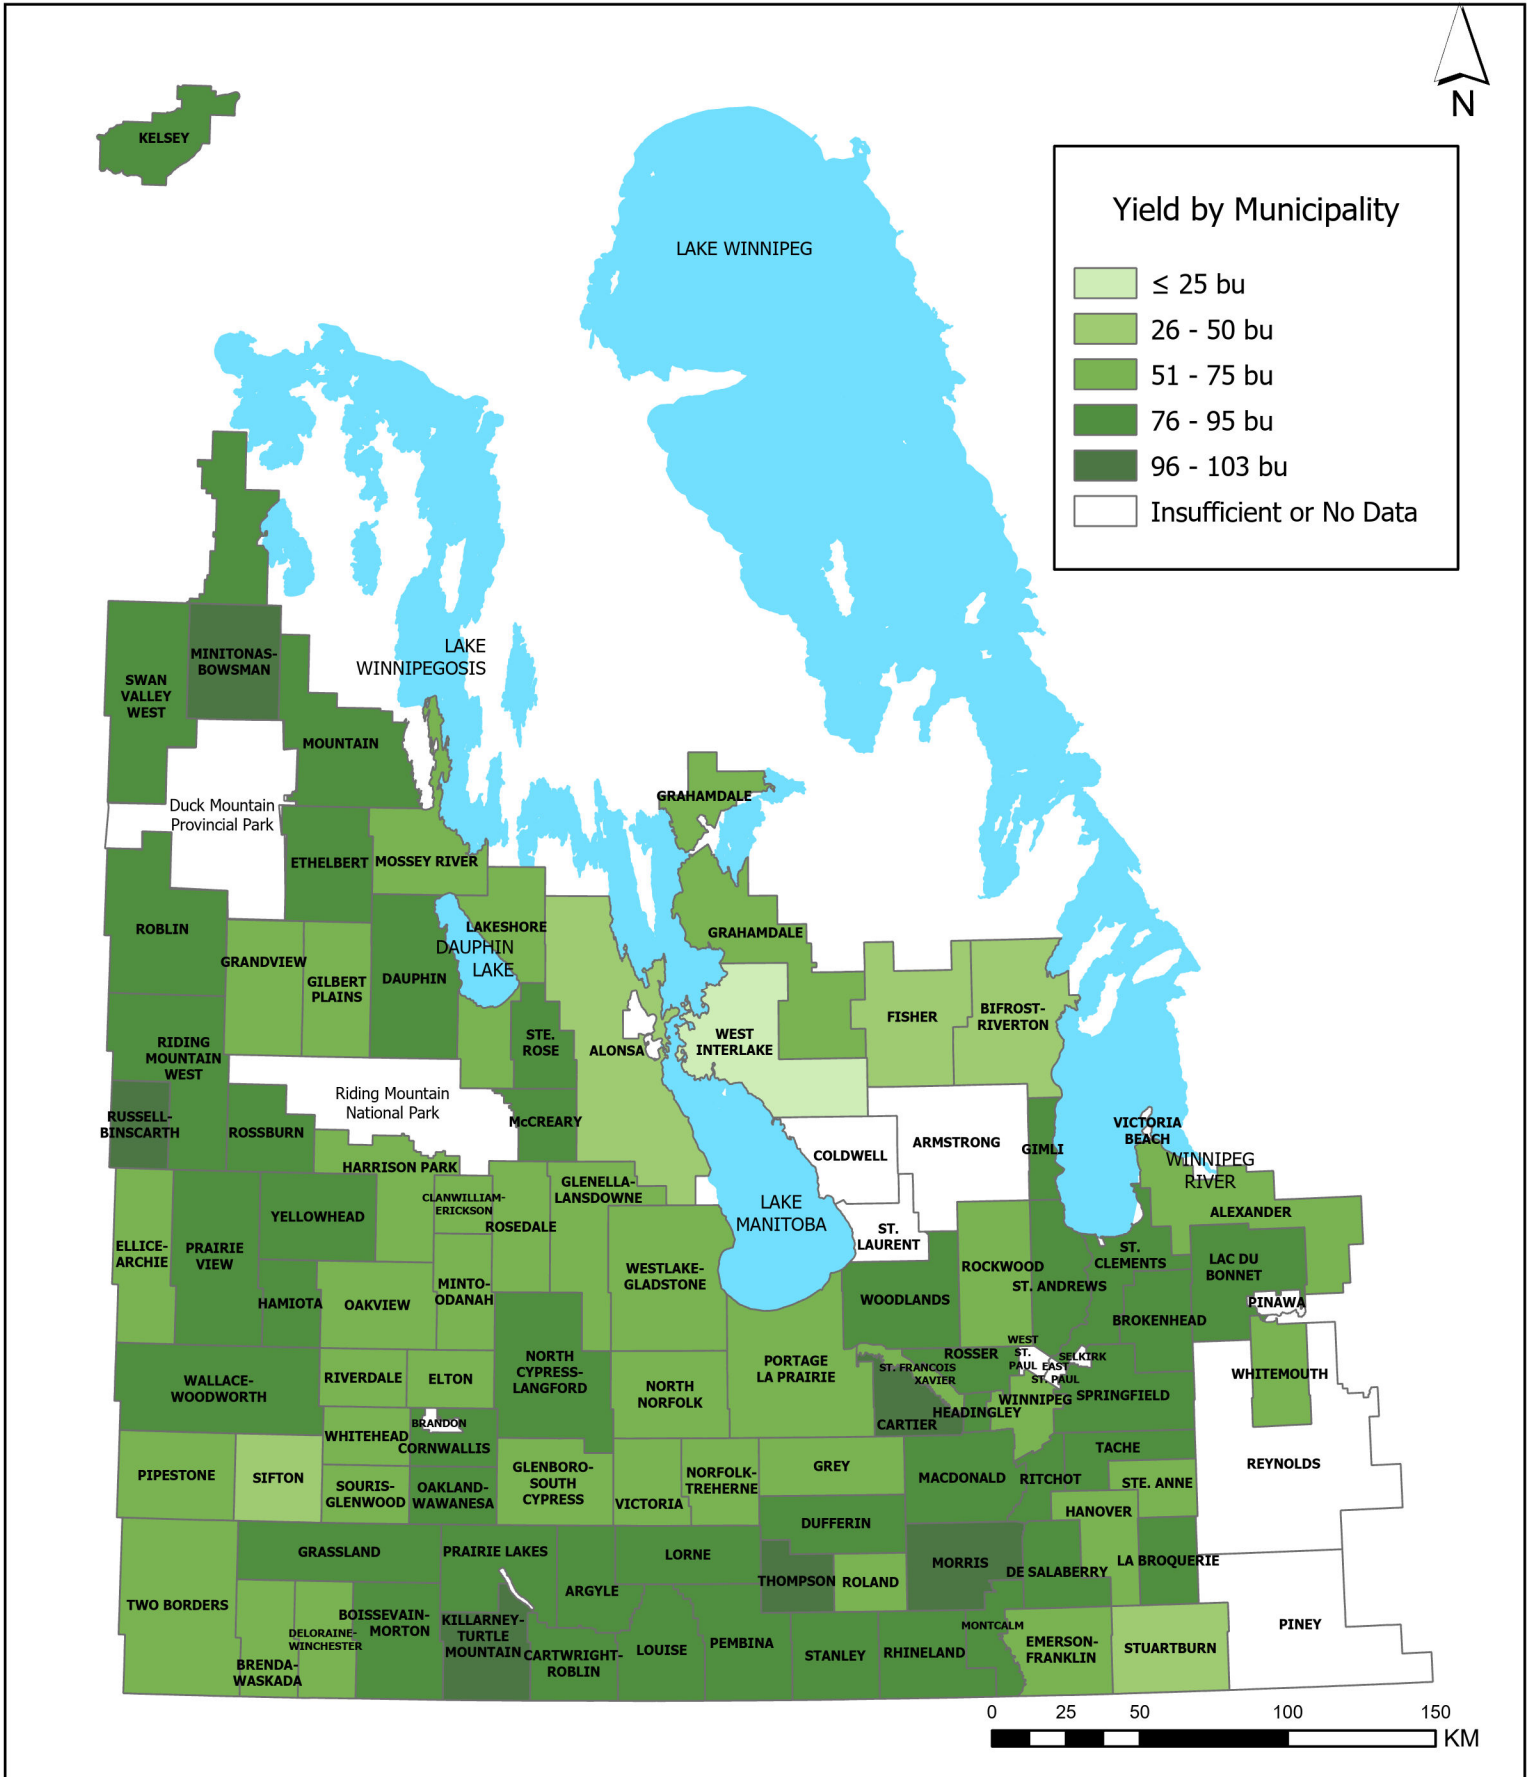 N
KELSEY
Yield by Municipality
≤ 25 bu
26 - 50 bu
51 - 75 bu
76 - 95 bu
96 - 103 bu
Insufficient or No Data
LAKE WINNIPEG
LAKE
WINNIPEGOSIS
MINITONAS-
BOWSMAN
SWAN
VALLEY
WEST
MOUNTAIN
Duck Mountain
Provincial Park
GRAHAMDALE
ETHELBERT
MOSSEY RIVER
ROBLIN
LAKESHORE
GRAHAMDALE
DAUPHIN
LAKE
GRANDVIEW
GILBERT
PLAINS
DAUPHIN
FISHER
BIFROST-
RIVERTON
STE.
ROSE
ALONSA
WEST
INTERLAKE
RIDING
MOUNTAIN
WEST
Riding Mountain
National Park
RUSSELL-
BINSCARTH
ROSSBURN
McCREARY
VICTORIA
BEACH
ARMSTRONG
GIMLI
COLDWELL
WINNIPEG
RIVER
HARRISON PARK
GLENELLA-
LANSDOWNE
CLANWILLIAM-
ERICKSON
ROSEDALE
YELLOWHEAD
LAKE
MANITOBA
ALEXANDER
ST.
LAURENT
ELLICE-
ARCHIE
PRAIRIE
VIEW
ST.
CLEMENTS
LAC DU
BONNET
WESTLAKE-
GLADSTONE
ROCKWOOD
ST. ANDREWS
MINTO-
ODANAH
HAMIOTA
OAKVIEW
WOODLANDS
PINAWA
BROKENHEAD
WEST
ST.
PAUL
EAST
ST. PAUL
SELKIRK
ROSSER
NORTH
CYPRESS-
LANGFORD
PORTAGE
LA PRAIRIE
ST. FRANCOIS
XAVIER
WHITEMOUTH
WALLACE-
WOODWORTH
RIVERDALE
ELTON
NORTH
NORFOLK
WINNIPEG
SPRINGFIELD
HEADINGLEY
CARTIER
BRANDON
WHITEHEAD
CORNWALLIS
TACHE
REYNOLDS
PIPESTONE
SIFTON
GLENBORO-
SOUTH
CYPRESS
GREY
NORFOLK-
TREHERNE
MACDONALD
RITCHOT
STE. ANNE
SOURIS-
GLENWOOD
OAKLAND-
WAWANESA
VICTORIA
HANOVER
DUFFERIN
GRASSLAND
PRAIRIE LAKES
LORNE
MORRIS
LA BROQUERIE
DE SALABERRY
THOMPSON
ROLAND
ARGYLE
TWO BORDERS
BOISSEVAIN-
MORTON
KILLARNEY-
TURTLE
MOUNTAIN
DELORAINE-
WINCHESTER
MONTCALM
PINEY
EMERSON-
FRANKLIN
STUARTBURN
PEMBINA
LOUISE
STANLEY
RHINELAND
CARTWRIGHT-
ROBLIN
BRENDA-
WASKADA
0 25 50 100 150
KM